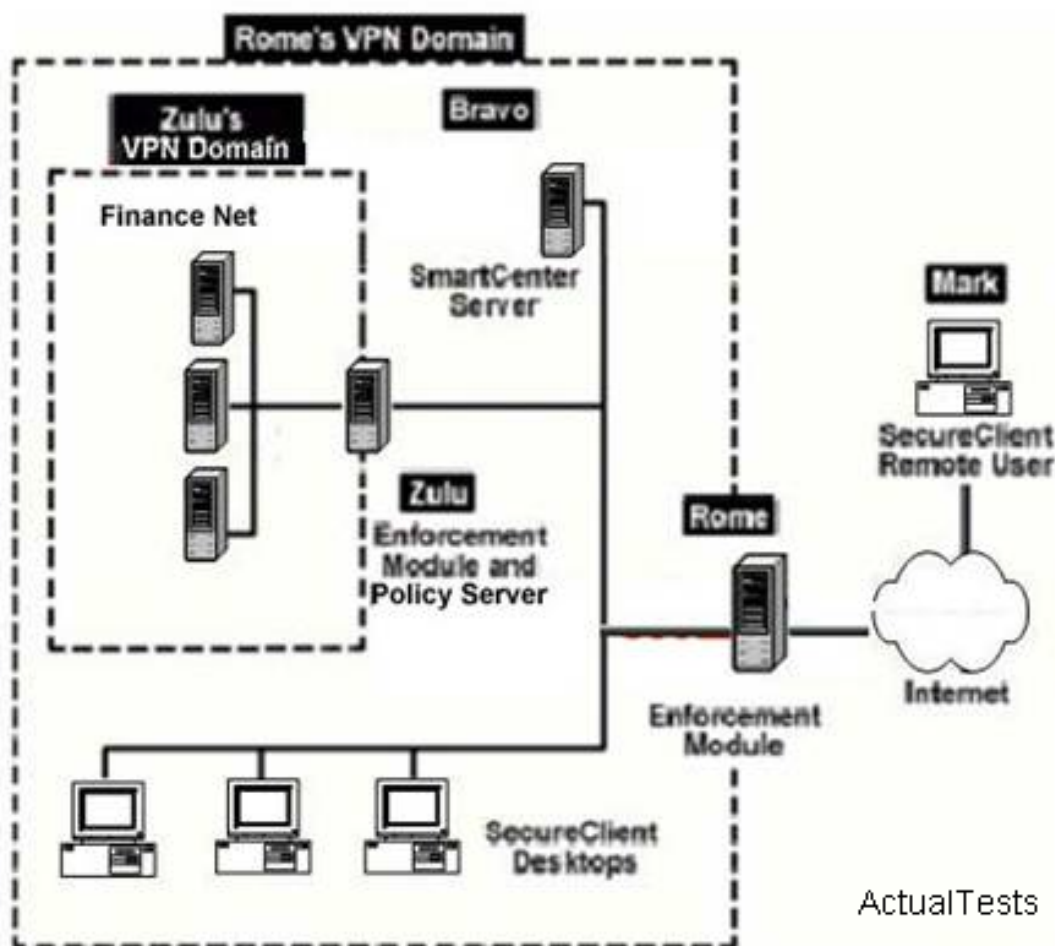 Rome's VPN Domain
Zulu's
VPN Domain
Bravo
Finance Net
SmartCenter
Server
Mark
SecureClient
Remote User
Zulu
Enforcement
Module and
Policy Server
Rome
Internet
Enforcement
Module
SecureClient
Desktops
ActualTests